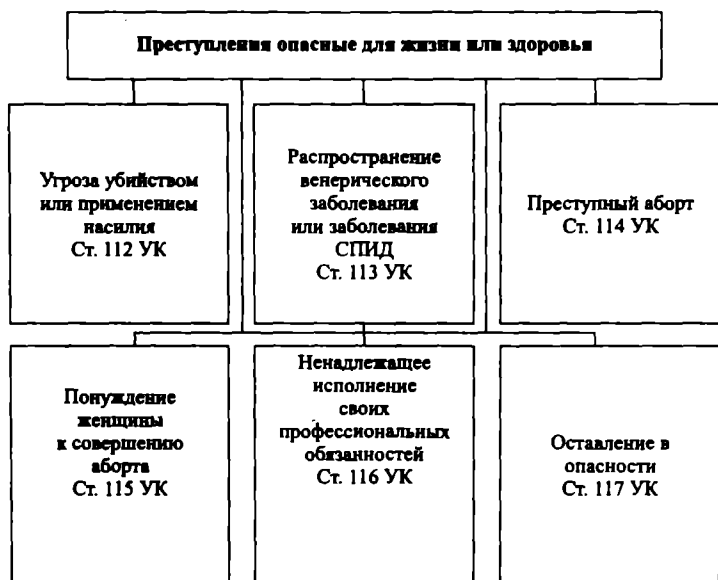 Преступления опасные для жизни или здоровья
Угроза убийством
или применением
насилия
Ст. 112 УК
Распространение
венерического
заболевания
или заболевания
СПИД
Ст. 113 УК
Преступный аборт
Ст. 114 УК
Понуждение
женщины
к совершению
аборта
Ст. 115 УК
Ненадлежащее
исполнение
своих
профессиональных
обязанностей
Ст. 116 УК
Оставление в
опасности
Ст. 117 УК